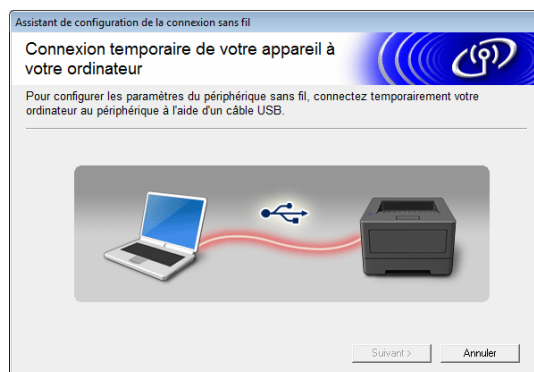 Assistant de configuration de la connexion sans fil
Connexion temporaire de votre appareil à
votre ordinateur
Pour configurer les paramètres du périphérique sans fil, connectez temporairement votre
ordinateur au périphérique à l'aide d'un câble USB.
Suivant >
Annuler